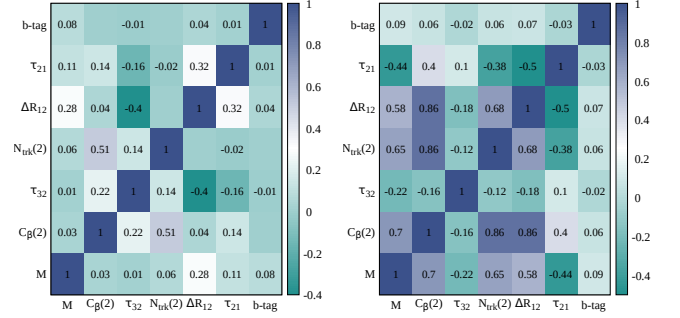 b-tag 0.08 -0.01 0.04 0.01 1
τ21 0.11 0.14 -0.16 -0.02 0.32 1 0.01
ΔR12 0.28 0.04 -0.4 1 0.32 0.04
Ntrk(2) 0.06 0.51 0.14 1 -0.02
τ32 0.01 0.22 1 0.14 -0.4 -0.16 -0.01
Cβ(2) 0.03 1 0.22 0.51 0.04 0.14
M 1 0.03 0.01 0.06 0.28 0.11 0.08
M Cβ(2) τ32 Ntrk(2) ΔR12 τ21 b-tag
1
0.8
0.6
0.4
0.2
0
-0.2
-0.4
b-tag 0.09 0.06 -0.02 0.06 0.07 -0.03 1
τ21 -0.44 0.4 0.1 -0.38 -0.5 1 -0.03
ΔR12 0.58 0.86 -0.18 0.68 1 -0.5 0.07
Ntrk(2) 0.65 0.86 -0.12 1 0.68 -0.38 0.06
τ32 -0.22 -0.16 1 -0.12 -0.18 0.1 -0.02
Cβ(2) 0.7 1 -0.16 0.86 0.86 0.4 0.06
M 1 0.7 -0.22 0.65 0.58 -0.44 0.09
M Cβ(2) τ32 Ntrk(2) ΔR12 τ21 b-tag
1
0.8
0.6
0.4
0.2
0
-0.2
-0.4